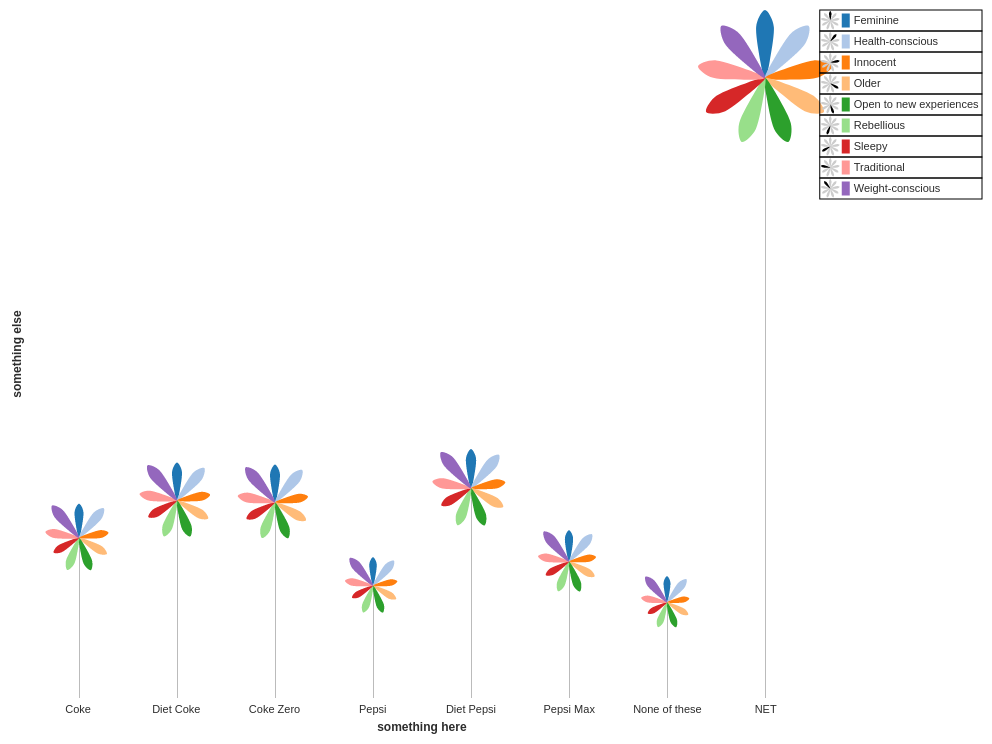 Feminine
Health-conscious
Innocent
Older
Open to new experiences
Rebellious
Sleepy
Traditional
Weight-conscious
something else
Coke
Diet Coke
Coke Zero
Pepsi
Diet Pepsi
Pepsi Max
None of these
NET
something here